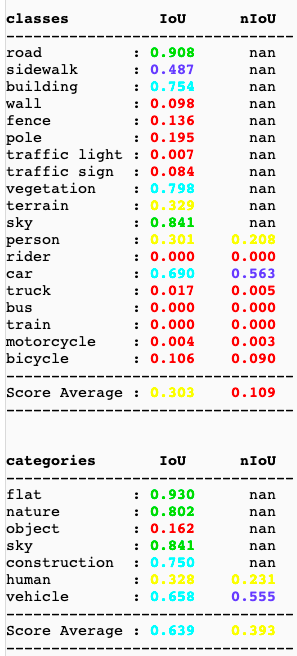 classes IoU nIoU
--------------------------------
road : 0.908 nan
sidewalk : 0.487 nan
building : 0.754 nan
wall : 0.098 nan
fence : 0.136 nan
pole : 0.195 nan
traffic light : 0.007 nan
traffic sign : 0.084 nan
vegetation : 0.798 nan
terrain : 0.329 nan
sky : 0.841 nan
person : 0.301 0.208
rider : 0.000 0.000
car : 0.690 0.563
truck : 0.017 0.005
bus : 0.000 0.000
train : 0.000 0.000
motorcycle : 0.004 0.003
bicycle : 0.106 0.090
--------------------------------
Score Average : 0.303 0.109
--------------------------------
categories IoU nIoU
--------------------------------
flat : 0.930 nan
nature : 0.802 nan
object : 0.162 nan
sky : 0.841 nan
construction : 0.750 nan
human : 0.328 0.231
vehicle : 0.658 0.555
--------------------------------
Score Average : 0.639 0.393
--------------------------------